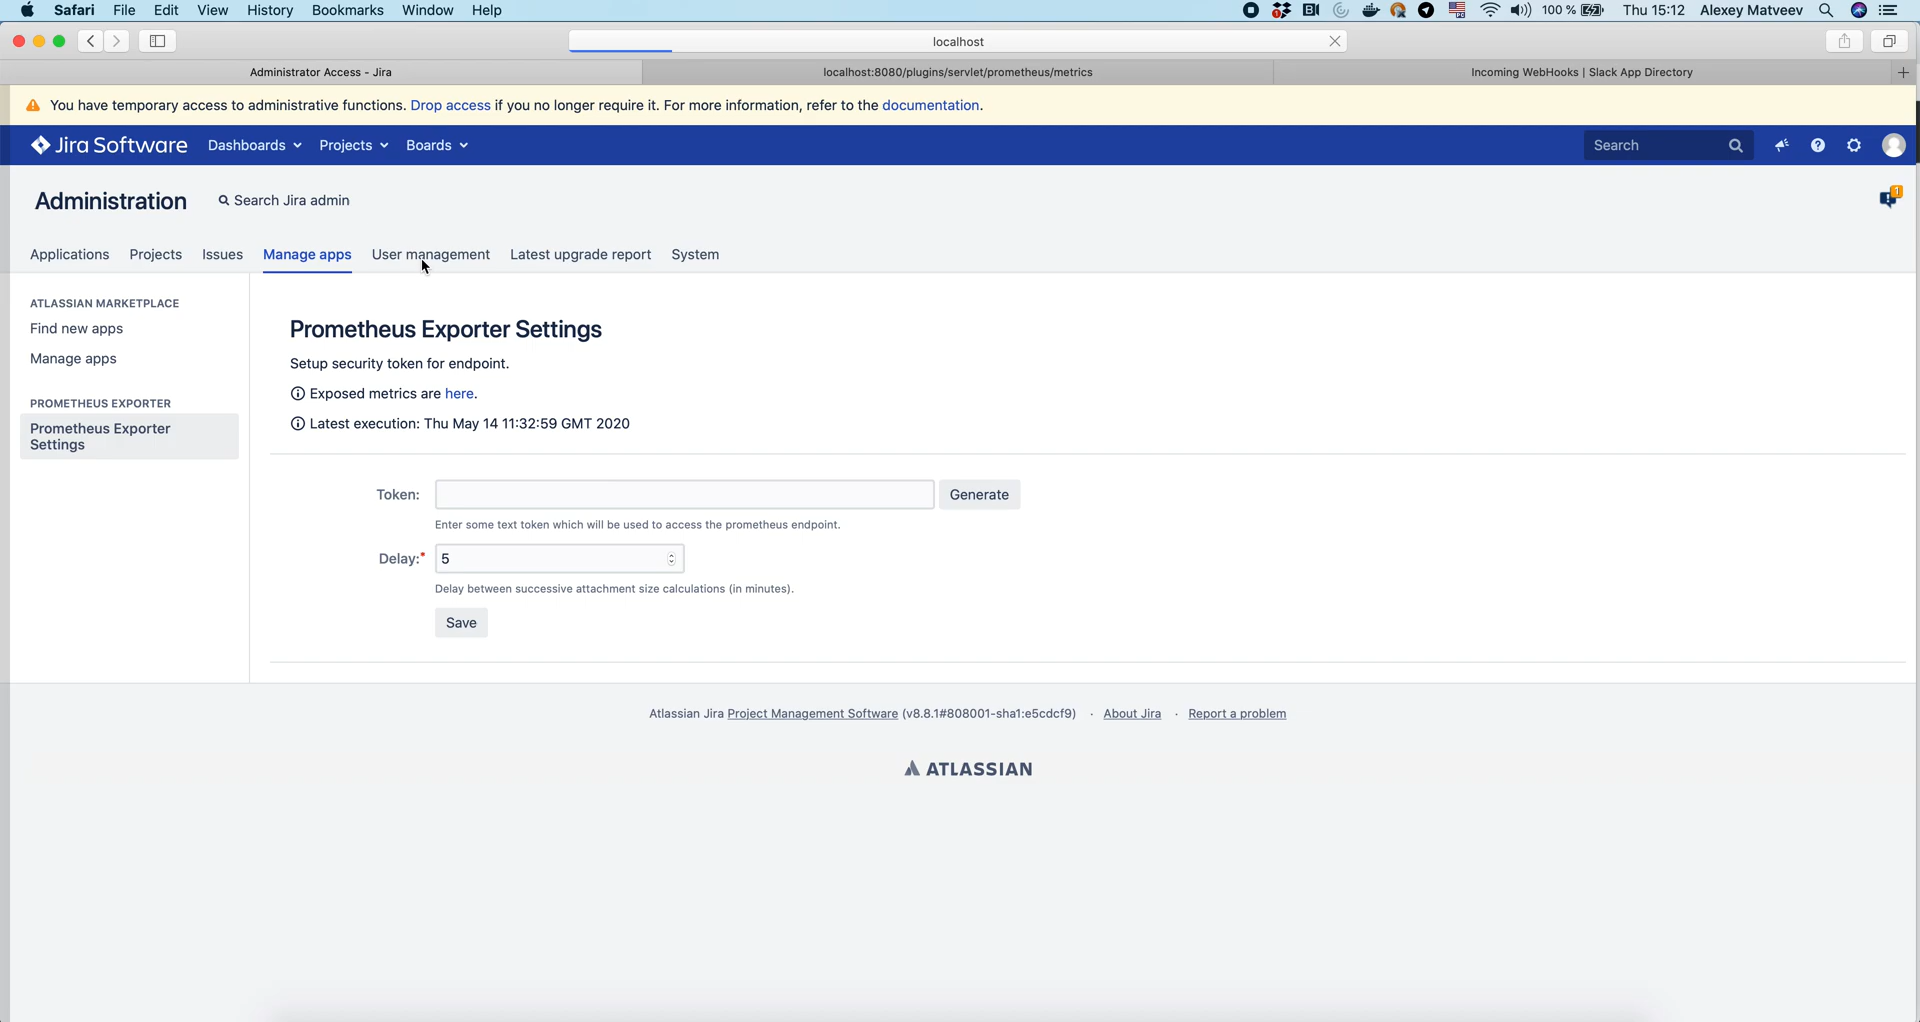 Safari File Edit View History Bookmarks Window Help 100 % Thu 15:12 Alexey Matveev
localhost
Administrator Access - Jira
localhost:8080/plugins/servlet/prometheus/metrics
Incoming WebHooks | Slack App Directory
You have temporary access to administrative functions. Drop access if you no longer require it. For more information, refer to the documentation.
Jira Software Dashboards Projects Boards Search
Administration Search Jira admin
1
Applications Projects Issues Manage apps User management Latest upgrade report System
ATLASSIAN MARKETPLACE
Find new apps
Manage apps
PROMETHEUS EXPORTER
Prometheus Exporter
Settings
Prometheus Exporter Settings
Setup security token for endpoint.
Exposed metrics are here.
Latest execution: Thu May 14 11:32:59 GMT 2020
Token: Generate
Enter some text token which will be used to access the prometheus endpoint.
Delay:* 5
Delay between successive attachment size calculations (in minutes).
Save
Atlassian Jira Project Management Software (v8.8.1#808001-sha1:e5cdcf9) · About Jira · Report a problem
ATLASSIAN